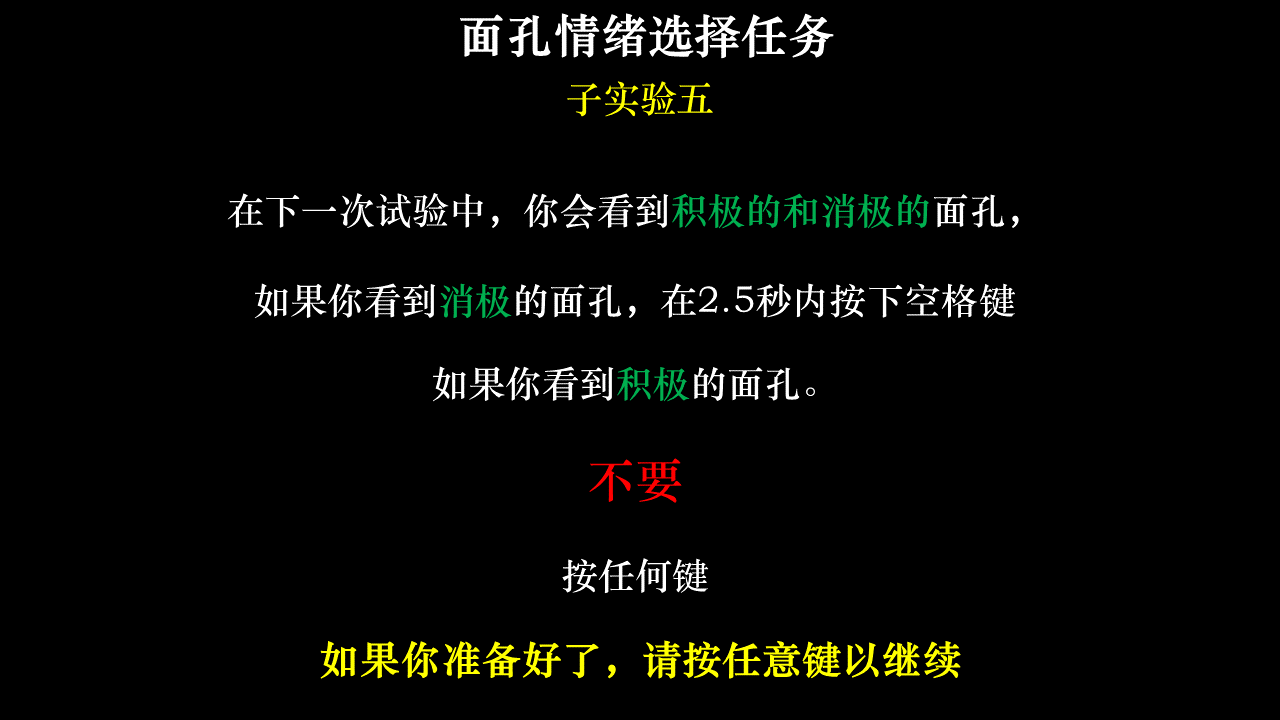 面孔情绪选择任务
子实验五
在下一次试验中，你会看到积极的和消极的面孔，
如果你看到消极的面孔，在2.5秒内按下空格键
如果你看到积极的面孔。
不要
按任何键
如果你准备好了，请按任意键以继续